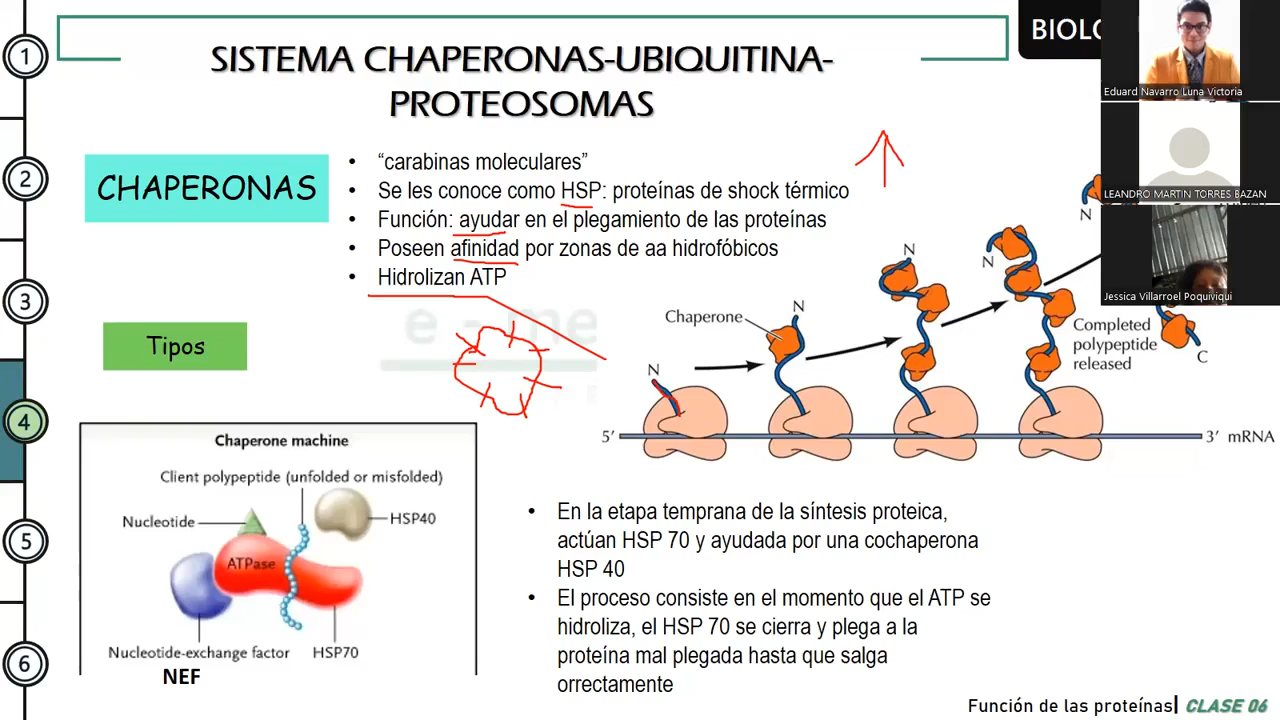 1
2
3
4
5
6
SISTEMA CHAPERONAS-UBIQUITINA-
PROTEOSOMAS
BIOLO
Eduard Navarro Luna Victoria
LEANDRO MARTIN TORRES BAZAN
Jessica Villarroel Poquiviqui
CHAPERONAS
• “carabinas moleculares”
• Se les conoce como HSP: proteínas de shock térmico
• Función: ayudar en el plegamiento de las proteínas
• Poseen afinidad por zonas de aa hidrofóbicos
• Hidrolizan ATP
Tipos
e - me
Chaperone
N
N
N
N
N
Completed
polypeptide
released
C
5′
3′ mRNA
Chaperone machine
Client polypeptide (unfolded or misfolded)
Nucleotide
HSP40
ATPase
Nucleotide-exchange factor
HSP70
NEF
• En la etapa temprana de la síntesis proteica,
actúan HSP 70 y ayudada por una cochaperona
HSP 40
• El proceso consiste en el momento que el ATP se
hidroliza, el HSP 70 se cierra y plega a la
proteína mal plegada hasta que salga
orrectamente
Función de las proteínas| CLASE 06